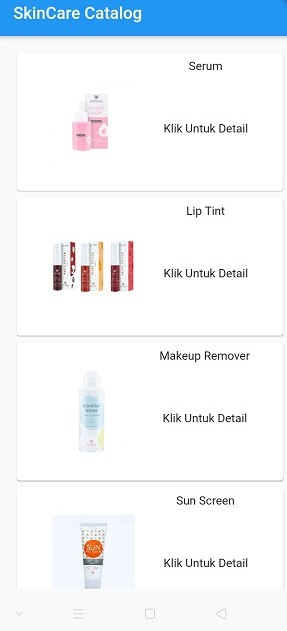 SkinCare Catalog
Serum
Klik Untuk Detail
Lip Tint
Klik Untuk Detail
Makeup Remover
Klik Untuk Detail
Sun Screen
SUN
Klik Untuk Detail